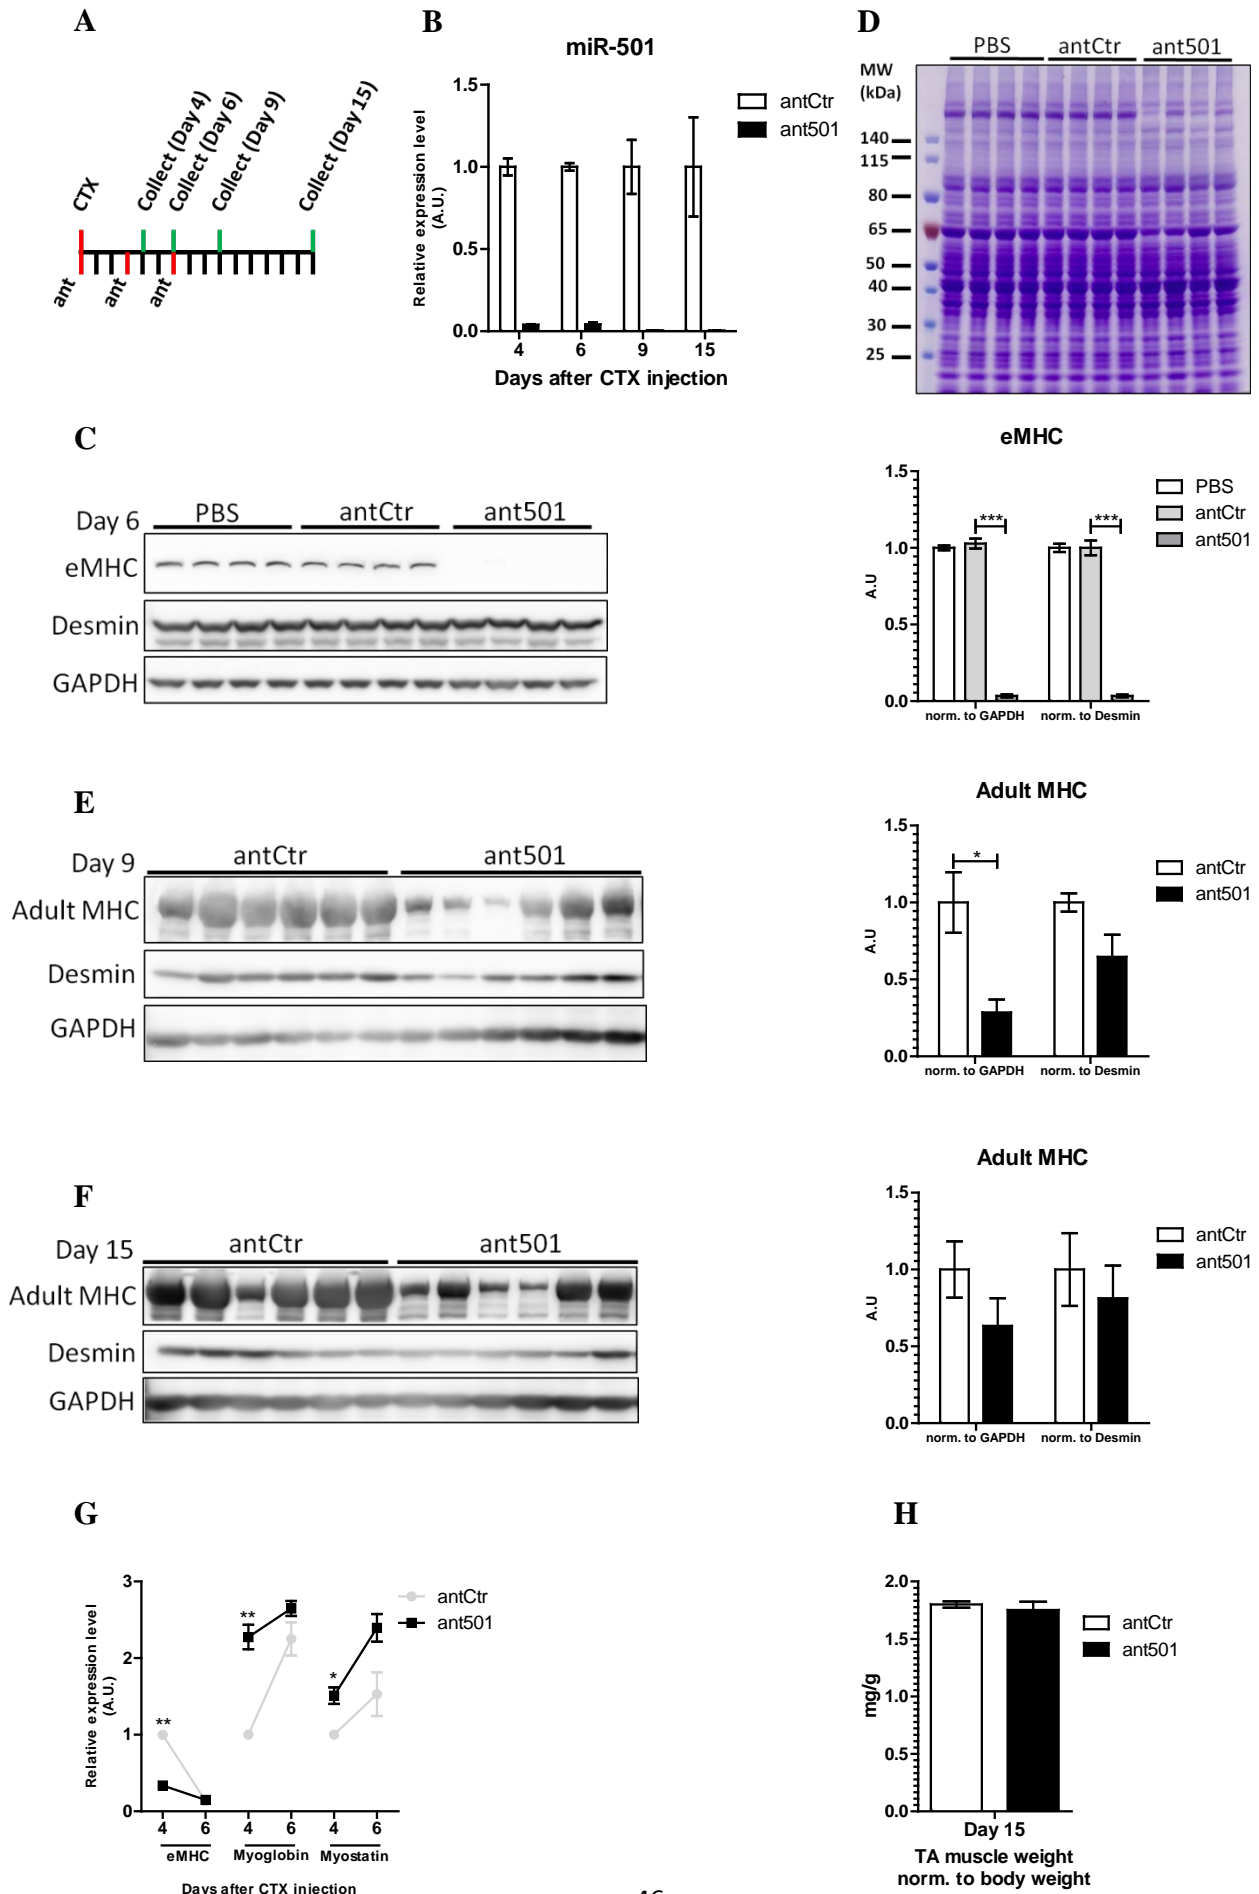 A
CTX
Collect (Day 4)
Collect (Day 6)
Collect (Day 9)
Collect (Day 15)
ant
ant
ant
B
miR-501
Relative expression level
(A.U.)
1.5
1.0
0.5
0.0
4 6 9 15
Days after CTX injection
antCtr
ant501
D
PBS antCtr ant501
MW
(kDa)
140
115
80
65
50
40
30
25
C
Day 6 PBS antCtr ant501
eMHC
Desmin
GAPDH
eMHC
A.U
1.5
1.0
0.5
0.0
*** ***
norm. to GAPDH norm. to Desmin
PBS
antCtr
ant501
E
Day 9 antCtr ant501
Adult MHC
Desmin
GAPDH
Adult MHC
A.U
1.5
1.0
0.5
0.0
*
norm. to GAPDH norm. to Desmin
antCtr
ant501
F
Day 15 antCtr ant501
Adult MHC
Desmin
GAPDH
Adult MHC
A.U
1.5
1.0
0.5
0.0
norm. to GAPDH norm. to Desmin
antCtr
ant501
G
Relative expression level
(A.U.)
3
2
1
0
** ** *
4 6 4 6 4 6
eMHC Myoglobin Myostatin
Days after CTX injection
antCtr
ant501
H
mg/g
2.0
1.5
1.0
0.5
0.0
Day 15
TA muscle weight
norm. to body weight
antCtr
ant501